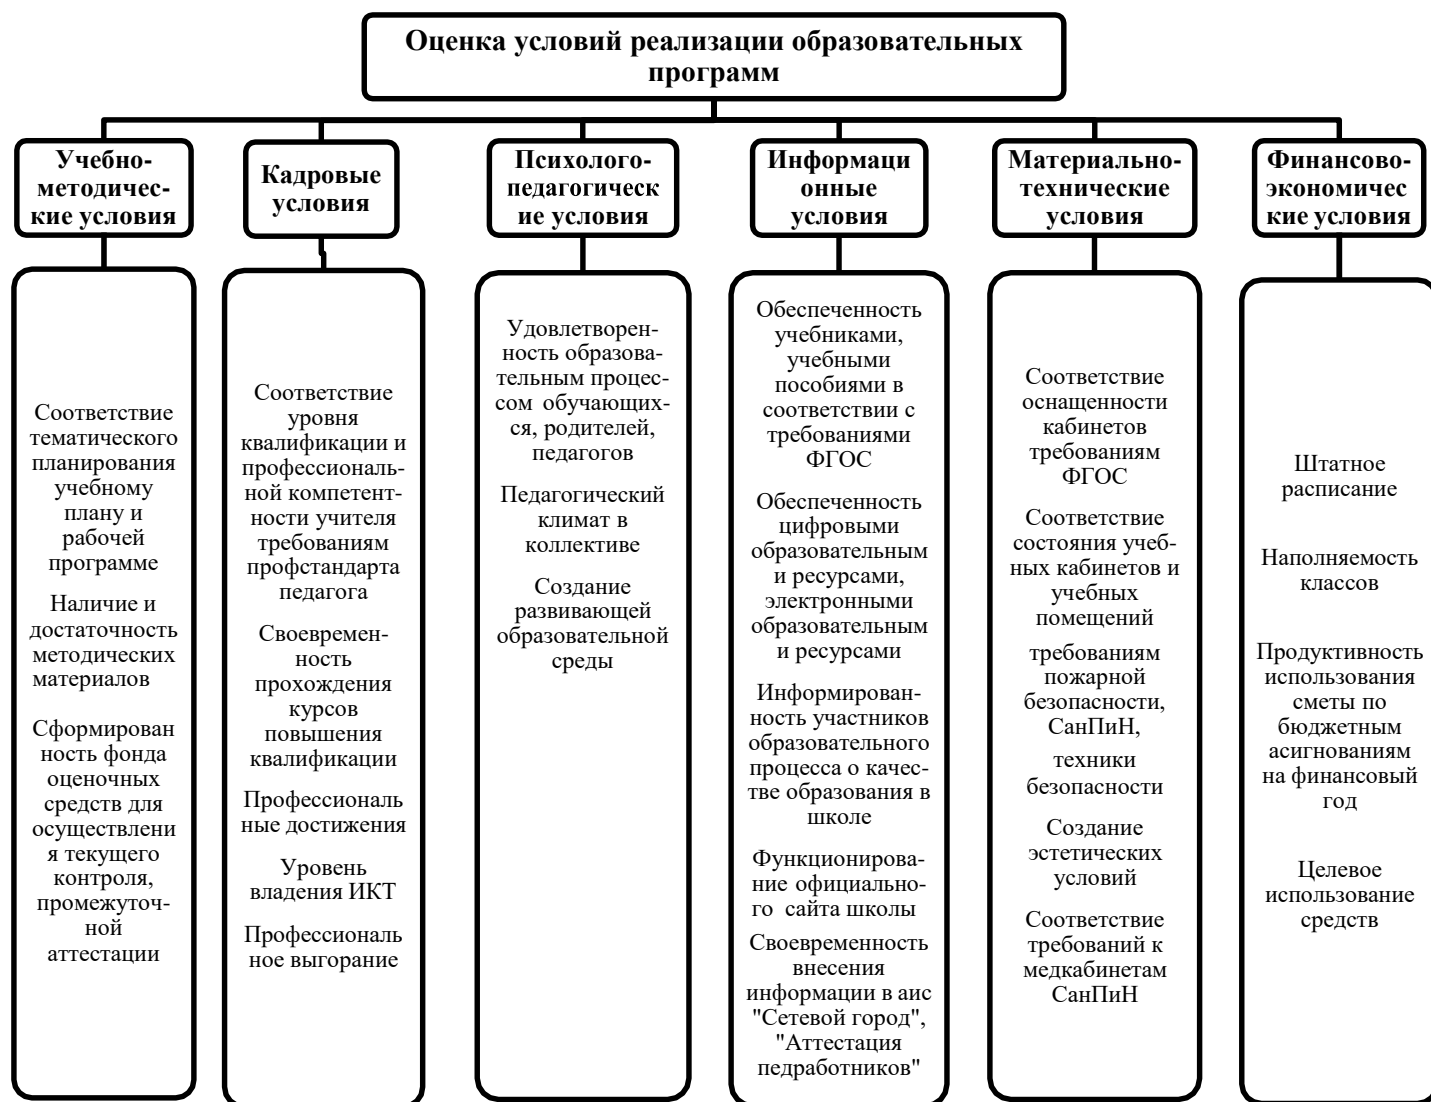 Оценка условий реализации образовательных
программ
Учебно-
методичес-
кие условия
Кадровые
условия
Психолого-
педагогическ
ие условия
Информаци
онные
условия
Материально-
технические
условия
Финансово-
экономичес
кие условия
Соответствие
тематического
планирования
учебному
плану и
рабочей
программе
Наличие и
достаточность
методических
материалов
Сформирован
ность фонда
оценочных
средств для
осуществлени
я текущего
контроля,
промежуточ-
ной
аттестации
Соответствие
уровня
квалификации и
профессиональ-
ной компетент-
ности учителя
требованиям
профстандарта
педагога
Своевремен-
ность
прохождения
курсов
повышения
квалификации
Профессиональ
ные достижения
Уровень
владения ИКТ
Профессиональ
ное выгорание
Удовлетворен-
ность образова-
тельным процес-
сом обучающих-
ся, родителей,
педагогов
Педагогический
климат в
коллективе
Создание
развивающей
образовательной
среды
Обеспеченность
учебниками,
учебными
пособиями в
соответствии с
требованиями
ФГОС
Обеспеченность
цифровыми
образовательным
и ресурсами,
электронными
образовательным
и ресурсами
Информирован-
ность участников
образовательного
процесса о качес-
тве образования в
школе
Функционирова-
ние официально-
го сайта школы
Своевременность
внесения
информации в аис
"Сетевой город",
"Аттестация
педработников"
Соответствие
оснащенности
кабинетов
требованиям
ФГОС
Соответствие
состояния учеб-
ных кабинетов и
учебных
помещений
требованиям
пожарной
безопасности,
СанПиН,
техники
безопасности
Создание
эстетических
условий
Соответствие
требований к
медкабинетам
СанПиН
Штатное
расписание
Наполняемость
классов
Продуктивность
использования
сметы по
бюджетным
асигнованиям
на финансовый
год
Целевое
использование
средств